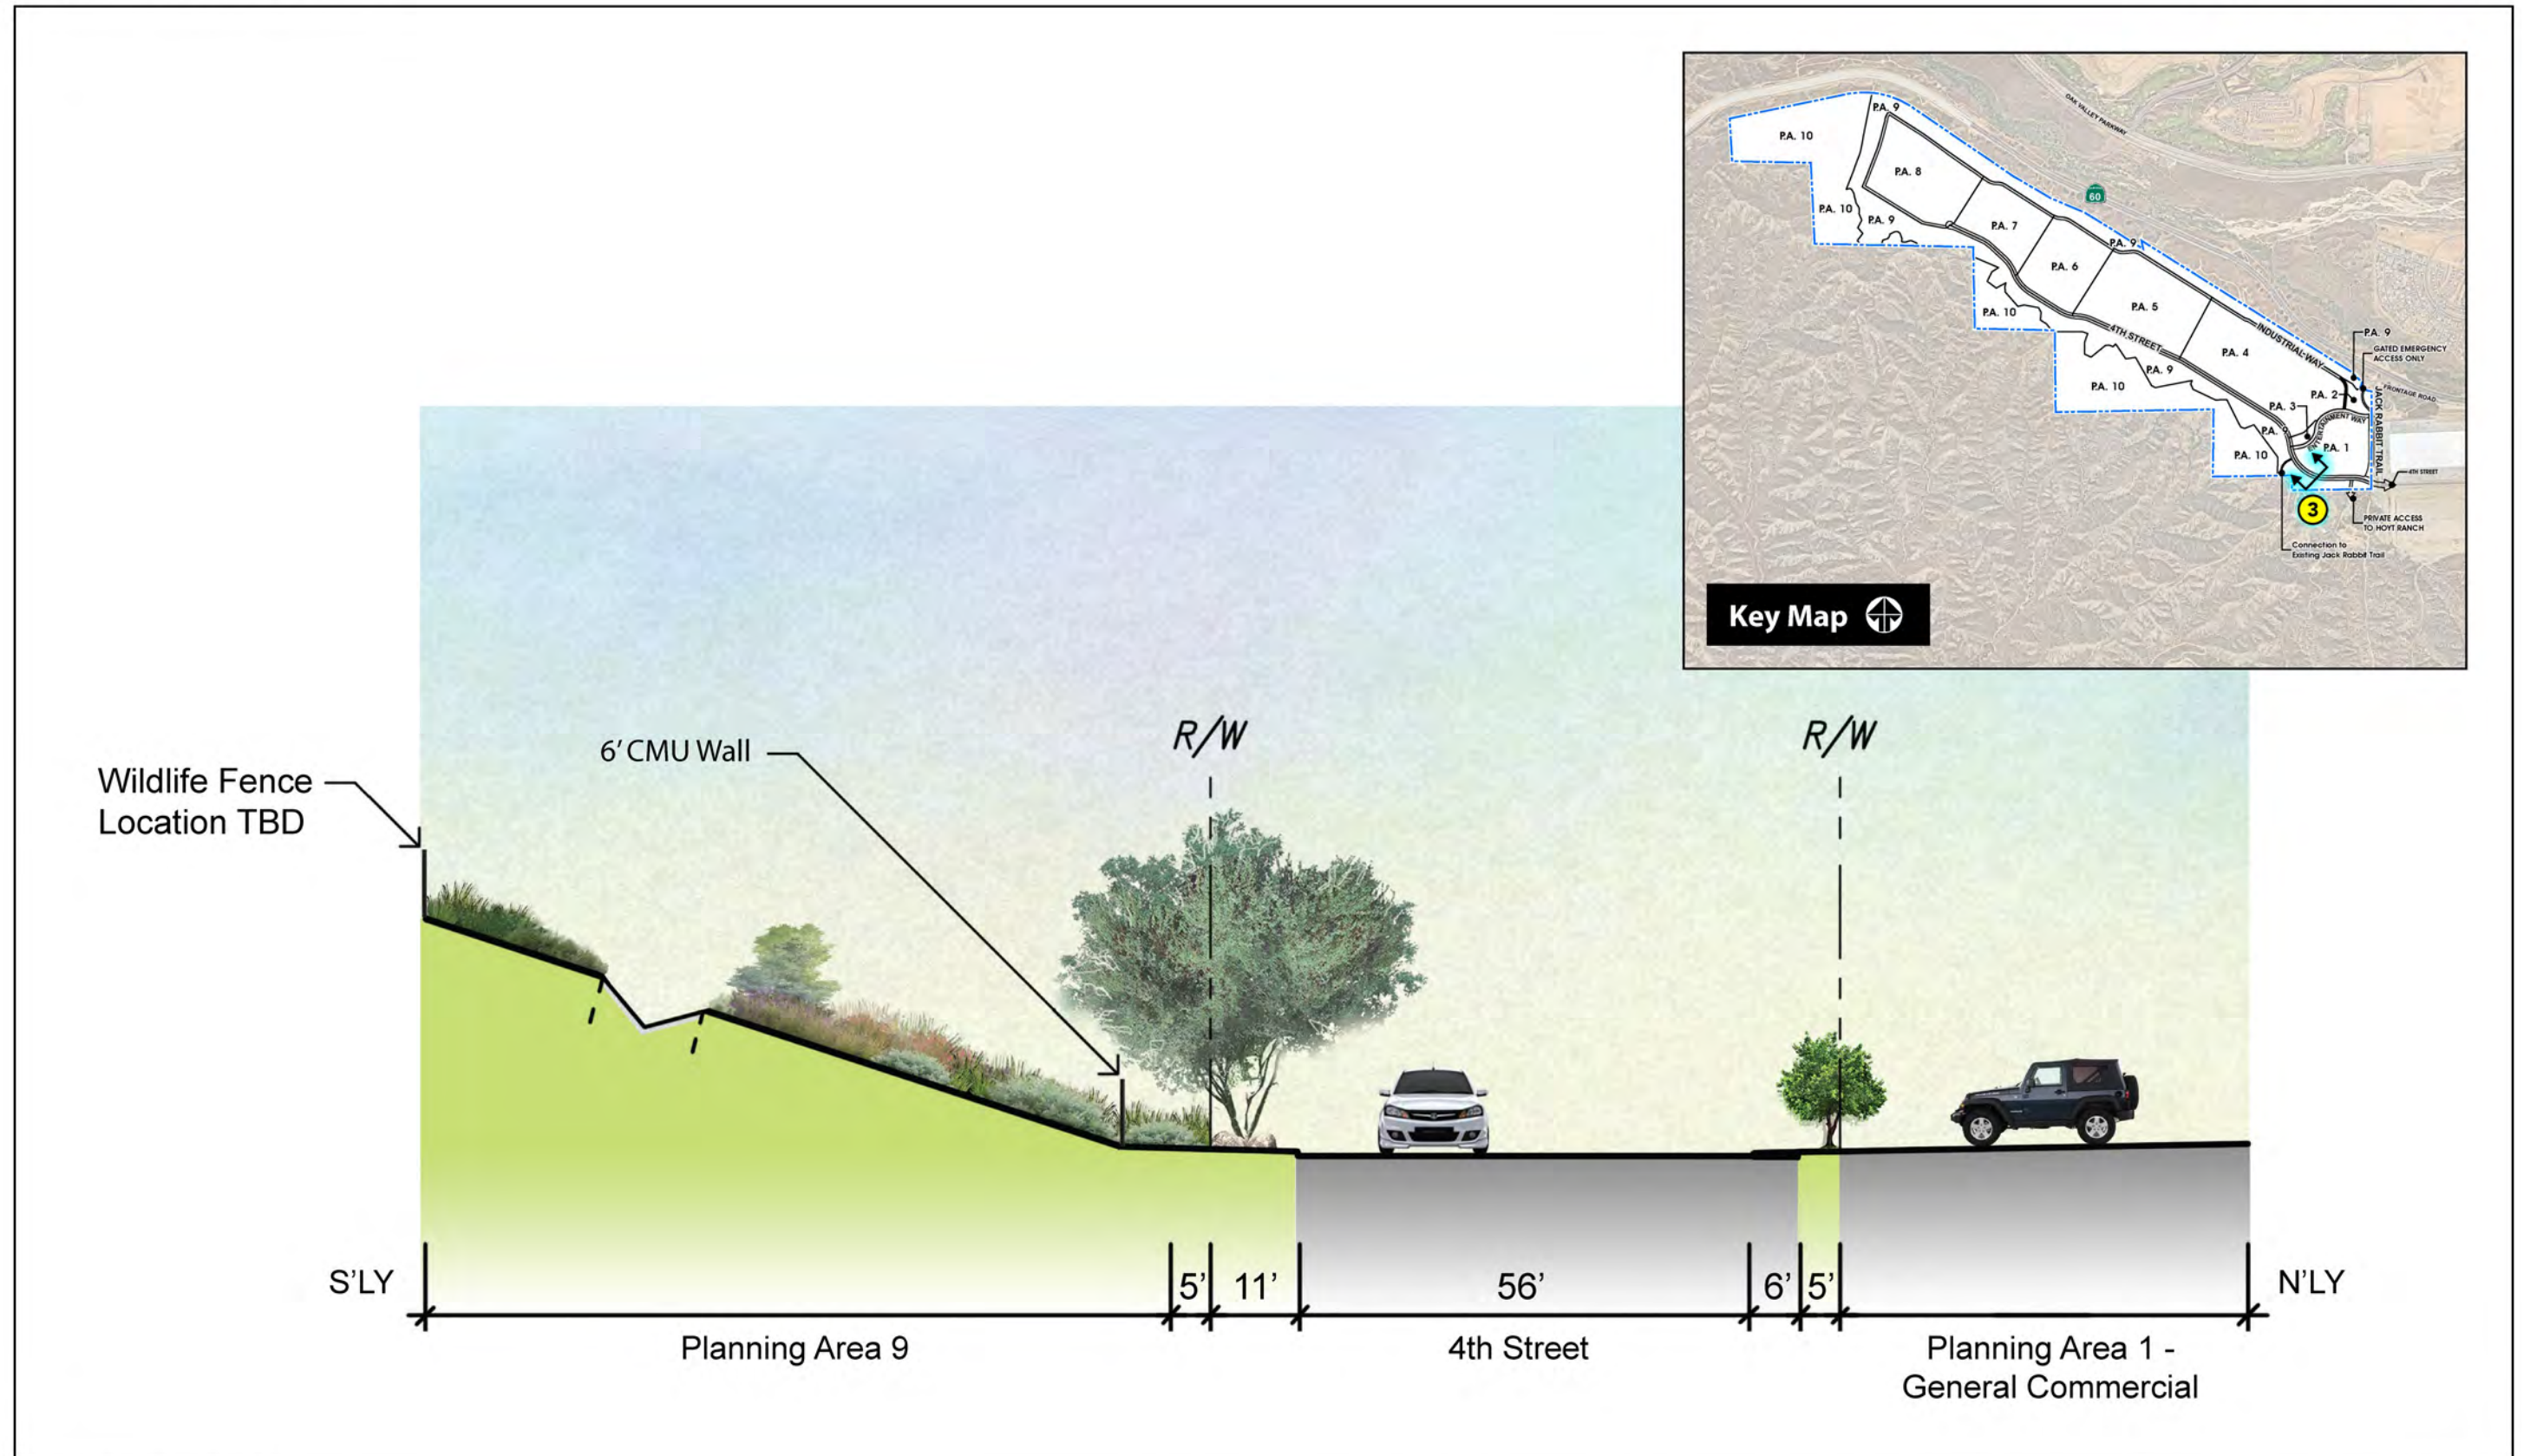 P.A. 9
P.A. 10
OAK VALLEY PARKWAY
P.A. 8
60
P.A. 10
P.A. 9
P.A. 7
P.A. 9
P.A. 6
P.A. 5
P.A. 10
4TH STREET
INDUSTRIAL WAY
P.A. 9
GATED EMERGENCY
ACCESS ONLY
P.A. 4
P.A. 9
P.A. 10
FRONTAGE ROAD
P.A. 2
P.A. 3
ENTERTAINMENT WAY
JACK RABBIT TRAIL
P.A. 9
P.A. 1
P.A. 10
4TH STREET
3
PRIVATE ACCESS
TO HOYT RANCH
Connection to
Existing Jack Rabbit Trail
Key Map
R/W
R/W
6' CMU Wall
Wildlife Fence
Location TBD
S'LY
5'
11'
56'
6'
5'
N'LY
Planning Area 9
4th Street
Planning Area 1 -
General Commercial